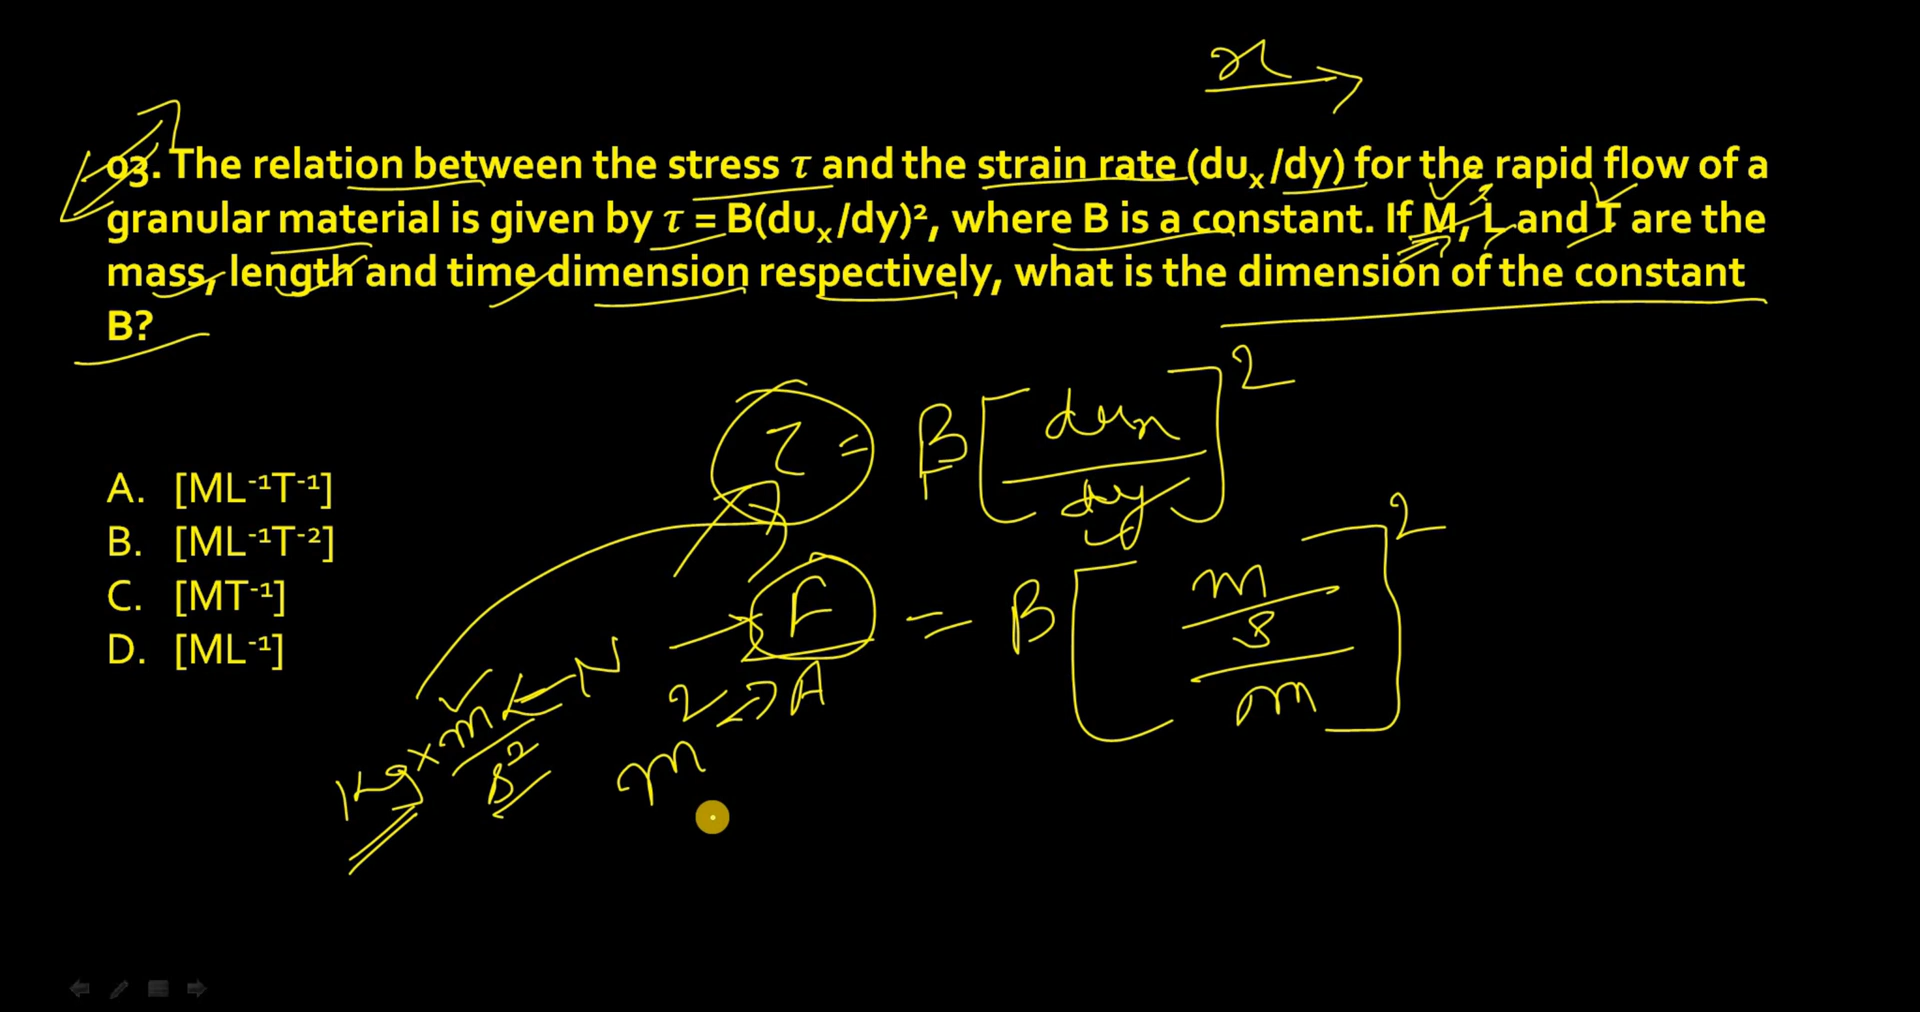 x
03. The relation between the stress τ and the strain rate (duₓ/dy) for the rapid flow of a
granular material is given by τ = B(duₓ/dy)², where B is a constant. If M, L and T are the
mass, length and time dimension respectively, what is the dimension of the constant
B?
τ = B [dux/dy]²
A. [ML⁻¹T⁻¹]
B. [ML⁻¹T⁻²]
C. [MT⁻¹]
D. [ML⁻¹]
F/A = B [m/s/m]²
N
kg × m/s²
m²